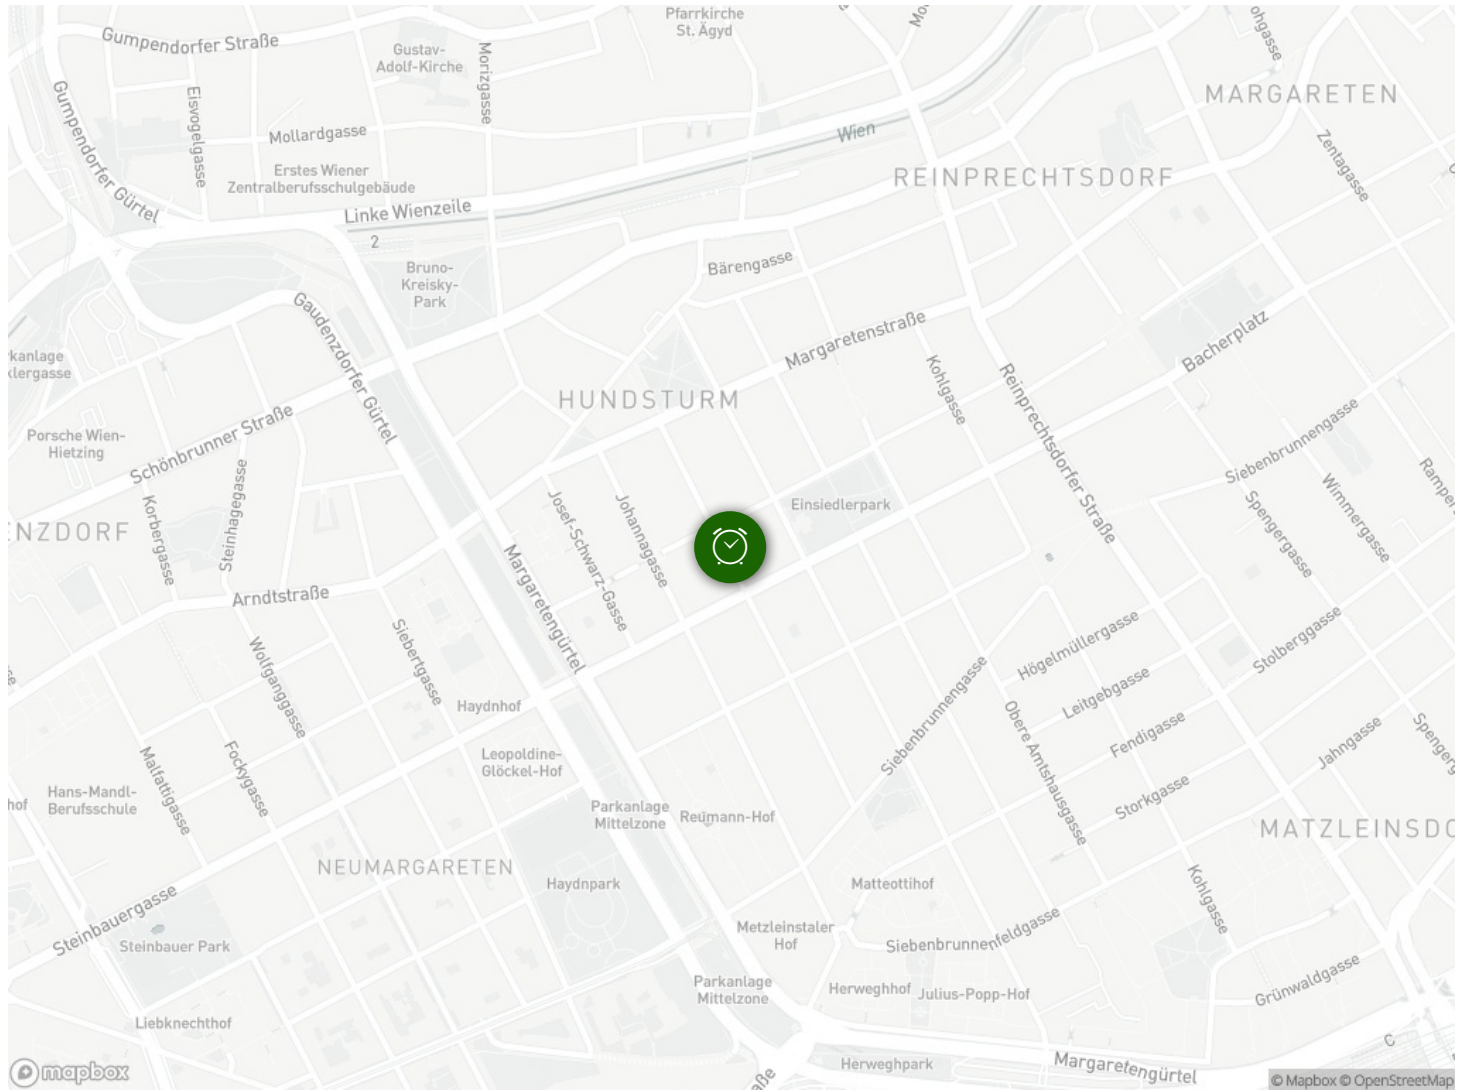 Pfarrkirche
St. Ägyd
Gumpendorfer Straße
Gustav-
Adolf-Kirche
Morizgasse
MARGARETEN
Gumpendorfer Gürtel
Eisvogelgasse
Mollardgasse
Wien
Zentagasse
Erstes Wiener
Zentralberufsschulgebäude
REINPRECHTSDORF
Linke Wienzeile
2
Bruno-
Kreisky-
Park
Bärengasse
Gaudenzdorfer Gürtel
Margaretenstraße
Bacherplatz
HUNDSTURM
Kohlgasse
Reinprechtsdorfer Straße
Porsche Wien-
Hietzing
Schönbrunner Straße
Siebenbrunnengasse
Korbergasse
Steinhagegasse
Josef-Schwarz-Gasse
Johannagasse
Einsiedlerpark
Spengergasse
Wimmergasse
Arndtstraße
Margaretengürtel
Wolfganggasse
Siebertgasse
Högelmüllergasse
Stolberggasse
Haydnhof
Leitgebgasse
Siebenbrunnengasse
Obere Amtshausgasse
Fendigasse
Jahngasse
Malfattigasse
Fockygasse
Leopoldine-
Glöckel-Hof
Hans-Mandl-
Berufsschule
Storkgasse
Parkanlage
Mittelzone
Reumann-Hof
NEUMARGARETEN
Haydnpark
Matteottihof
Kohlgasse
Steinbauergasse
Steinbauer Park
Metzleinstaler
Hof
Siebenbrunnenfeldgasse
Parkanlage
Mittelzone
Herweghhof
Julius-Popp-Hof
Grünwaldgasse
Liebknechthof
Herweghpark
Margaretengürtel
mapbox
© Mapbox © OpenStreetMap